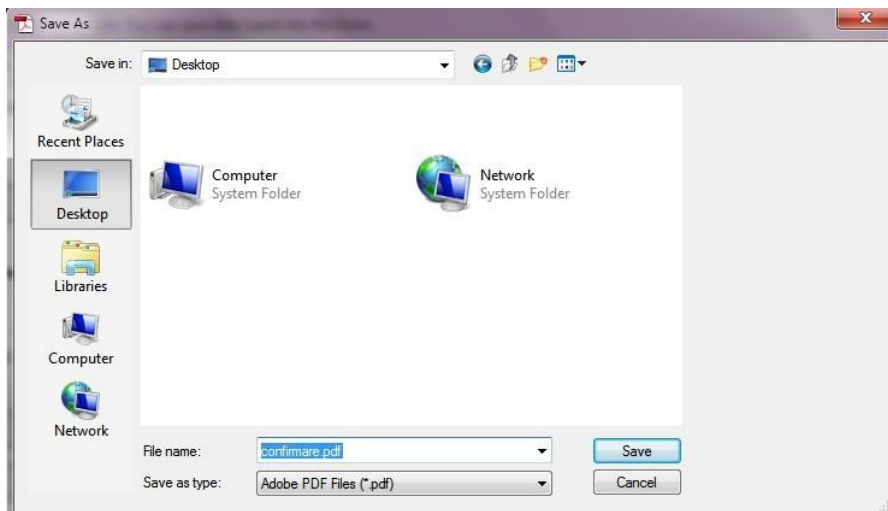 Save As
Save in:
Desktop
Recent Places
Desktop
Libraries
Computer
Network
Computer
System Folder
Network
System Folder
File name:
confirmare.pdf
Save
Save as type:
Adobe PDF Files (*.pdf)
Cancel